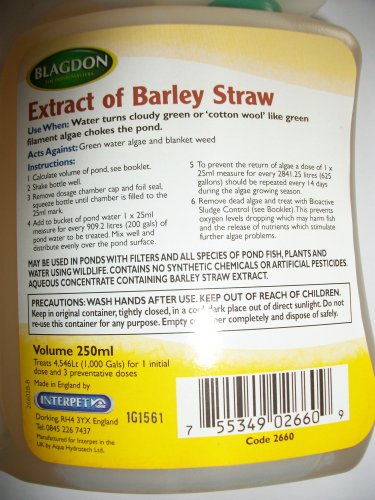 BLAGDON
Extract of Barley Straw
Use When: Water turns cloudy green or 'cotton wool' like green
filament algae chokes the pond.
Acts Against: Green water algae and blanket weed
Instructions:
1 Calculate volume of pond, see booklet.
2 Shake bottle well.
3 Remove dosage chamber cap and foil seal,
squeeze bottle until chamber is filled to the
25ml mark.
4 Add to bucket of pond water 1 x 25ml
measure for every 909.2 litres (200 gals) of
pond water to be treated. Mix well and
distribute evenly over the pond surface.
5 To prevent the return of algae a dose of 1 x
25ml measure for every 2841.25 litres (625
gallons) should be repeated every 14 days
during the algae growing season.
6 Remove dead algae and treat with Bioactive
Sludge Control (see Booklet). This prevents
oxygen levels dropping which may harm fish
and the release of nutrients which stimulate
further algae problems.
MAY BE USED IN PONDS WITH FILTERS AND ALL SPECIES OF POND FISH, PLANTS AND
WATER USING WILDLIFE. CONTAINS NO SYNTHETIC CHEMICALS OR ARTIFICIAL PESTICIDES.
AQUEOUS CONCENTRATE CONTAINING BARLEY STRAW EXTRACT.
PRECAUTIONS: WASH HANDS AFTER USE. KEEP OUT OF REACH OF CHILDREN.
Keep in original container, tightly closed, in a cool dark place out of direct sunlight. Do not
re-use this container for any purpose. Empty completely and dispose of safely.
Volume 250ml
Treats 4,546Lt (1,000 Gals) for 1 initial
dose and 3 preventative doses
Made in England by
INTERPET
Dorking, RH4 3YX England
Tel: 0845 226 7437
Manufactured for Interpet in the
UK by Aqua Hydrotech Ltd.
1G1561
7 55349 02660 9
Code 2660